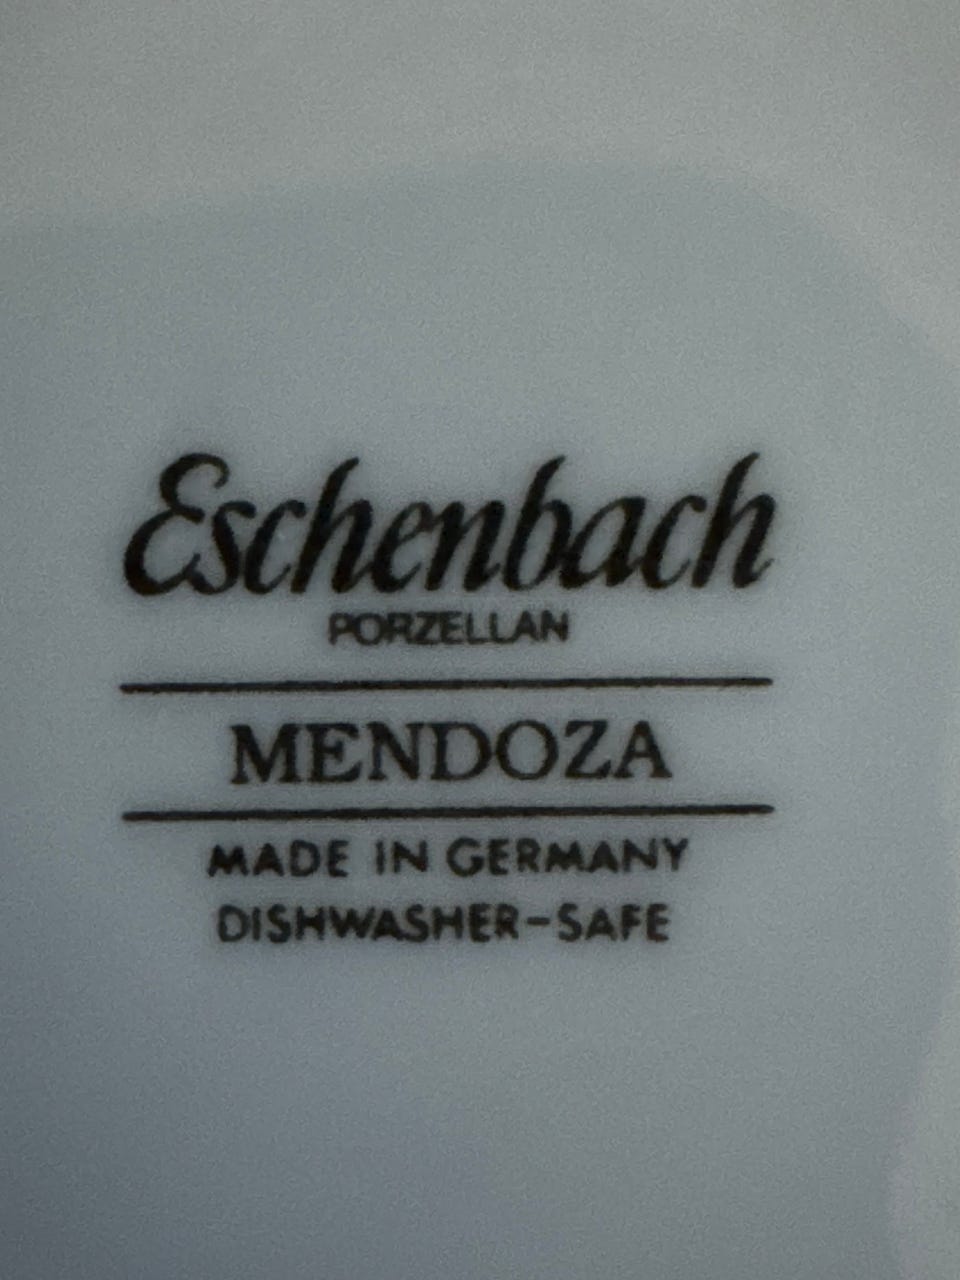 Eschenbach
PORZELLAN
MENDOZA
MADE IN GERMANY
DISHWASHER-SAFE